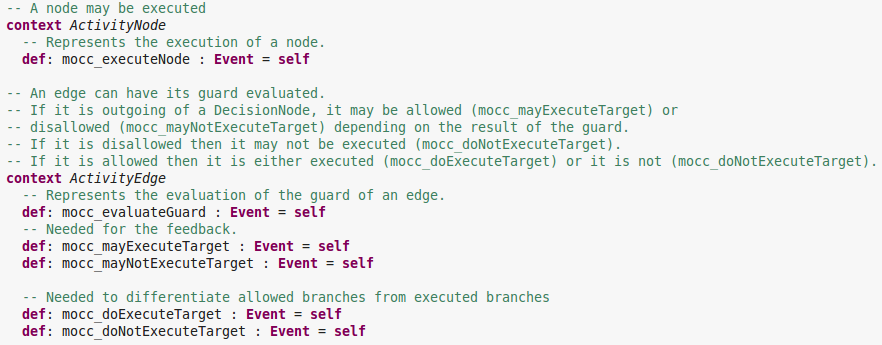 -- A node may be executed
context ActivityNode
-- Represents the execution of a node.
def: mocc_executeNode : Event = self
-- An edge can have its guard evaluated.
-- If it is outgoing of a DecisionNode, it may be allowed (mocc_mayExecuteTarget) or
-- disallowed (mocc_mayNotExecuteTarget) depending on the result of the guard.
-- If it is disallowed then it may not be executed (mocc_doNotExecuteTarget).
-- If it is allowed then it is either executed (mocc_doExecuteTarget) or it is not (mocc_doNotExecuteTarget).
context ActivityEdge
-- Represents the evaluation of the guard of an edge.
def: mocc_evaluateGuard : Event = self
-- Needed for the feedback.
def: mocc_mayExecuteTarget : Event = self
def: mocc_mayNotExecuteTarget : Event = self
-- Needed to differentiate allowed branches from executed branches
def: mocc_doExecuteTarget : Event = self
def: mocc_doNotExecuteTarget : Event = self